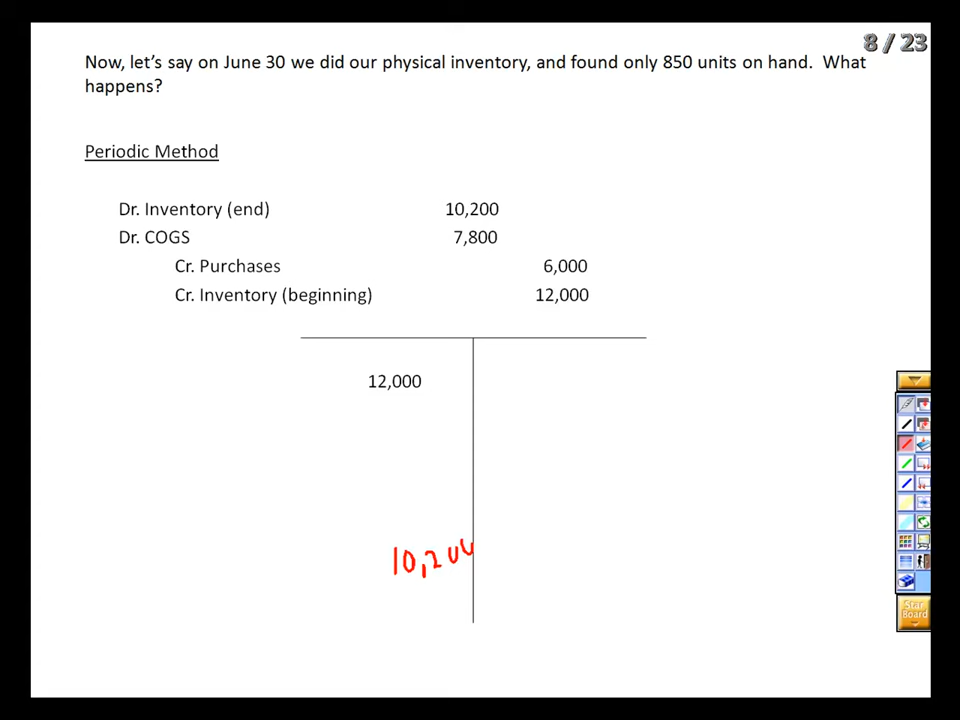 8 / 23
Now, let's say on June 30 we did our physical inventory, and found only 850 units on hand. What
happens?
Periodic Method
Dr. Inventory (end) 10,200
Dr. COGS 7,800
Cr. Purchases 6,000
Cr. Inventory (beginning) 12,000
12,000
10,200
Star
Board